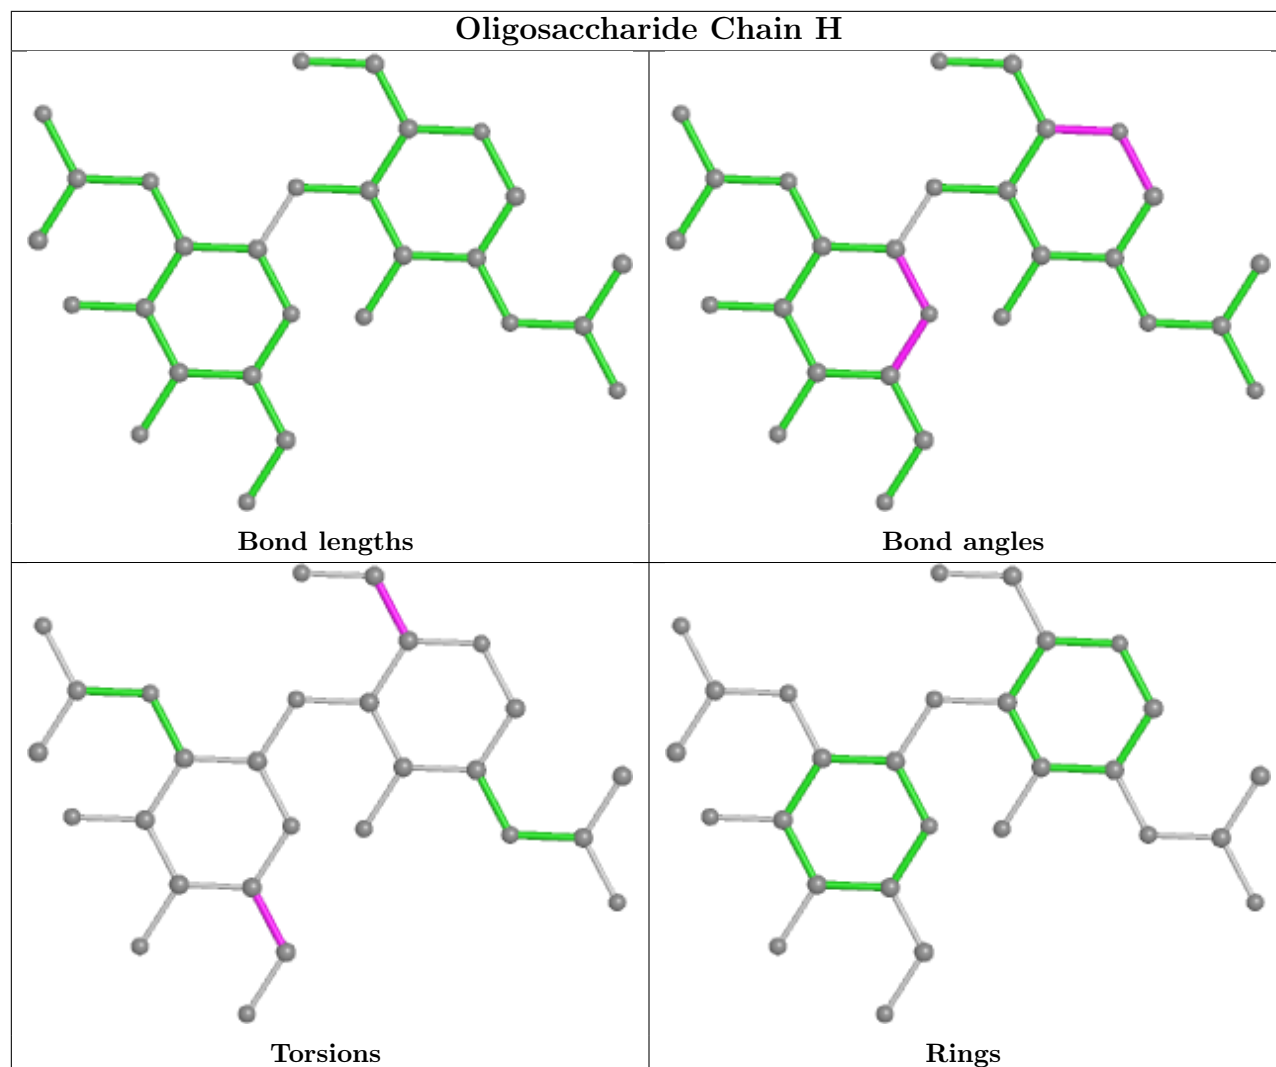 Oligosaccharide Chain H
Bond lengths
Bond angles
Torsions
Rings